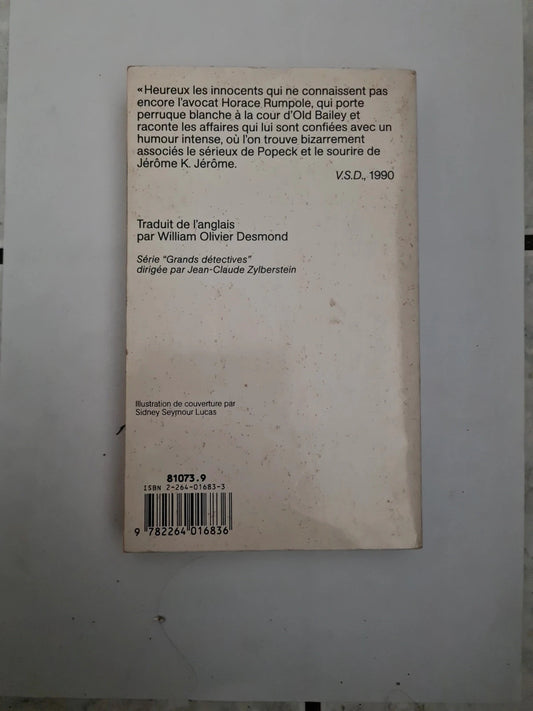 « Heureux les innocents qui ne connaissent pas
encore l'avocat Horace Rumpole, qui porte
perruque blanche à la cour d'Old Bailey et
raconte les affaires qui lui sont confiées avec un
humour intense, où l'on trouve bizarrement
associés le sérieux de Popeck et le sourire de
Jérôme K. Jérôme.
V.S.D., 1990
Traduit de l'anglais
par William Olivier Desmond
Série "Grands détectives"
dirigée par Jean-Claude Zylberstein
Illustration de couverture par
Sidney Seymour Lucas
81073.9
ISBN 2-264-01683-3
9 782264 016836